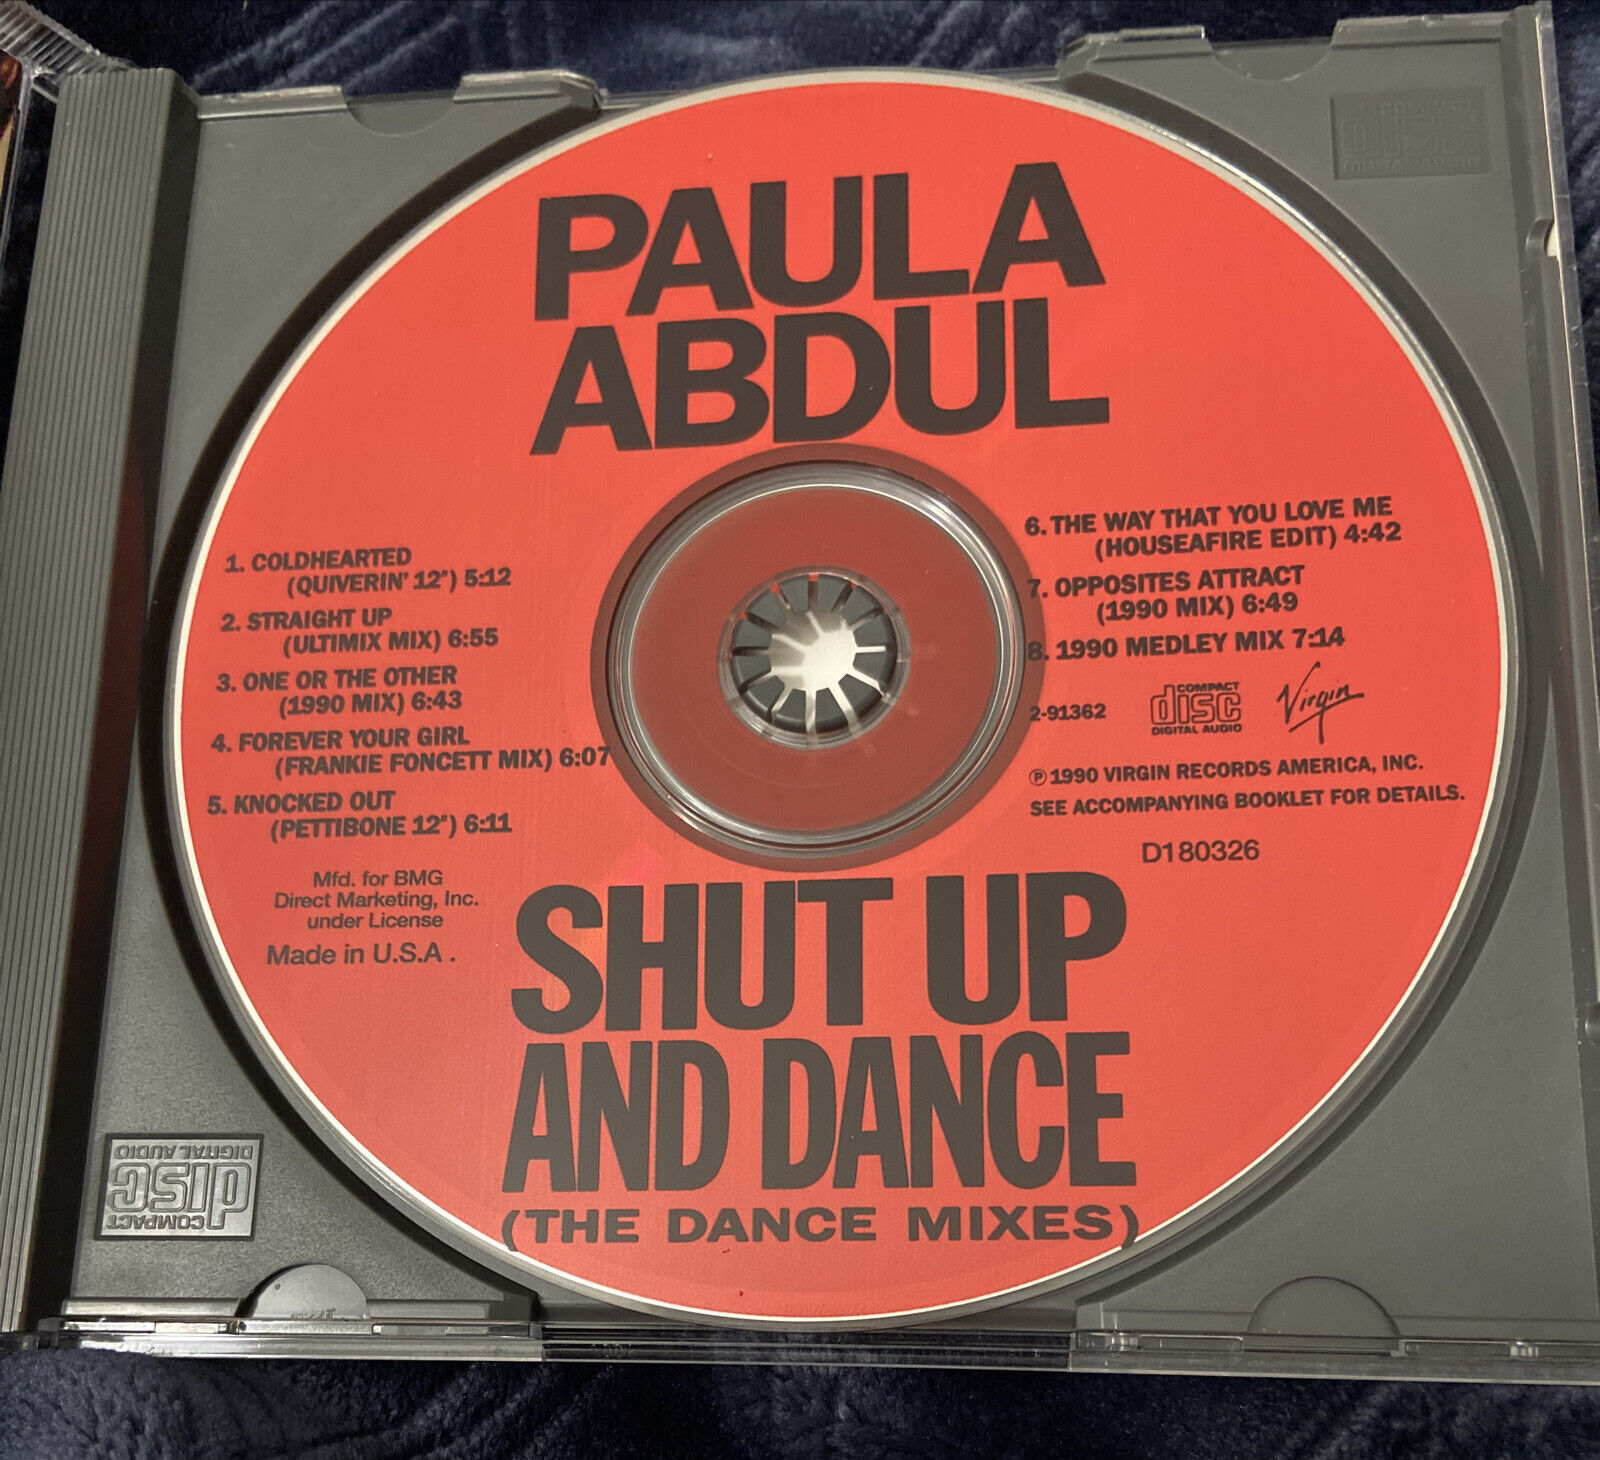 PAULA
ABDUL
1. COLDHEARTED
(QUIVERIN' 12") 5:12
2. STRAIGHT UP
(ULTIMIX MIX) 6:55
3. ONE OR THE OTHER
(1990 MIX) 6:43
4. FOREVER YOUR GIRL
(FRANKIE FONCETT MIX) 6:07
5. KNOCKED OUT
(PETTIBONE 12") 6:11
Mfd. for BMG
Direct Marketing, Inc.
under License
Made in U.S.A .
6. THE WAY THAT YOU LOVE ME
(HOUSEAFIRE EDIT) 4:42
7. OPPOSITES ATTRACT
(1990 MIX) 6:49
8. 1990 MEDLEY MIX 7:14
2-91362
COMPACT
disc
DIGITAL AUDIO
Virgin
℗ 1990 VIRGIN RECORDS AMERICA, INC.
SEE ACCOMPANYING BOOKLET FOR DETAILS.
D180326
SHUT UP
AND DANCE
(THE DANCE MIXES)
COMPACT
disc
DIGITAL AUDIO
COMPACT
disc
DIGITAL AUDIO